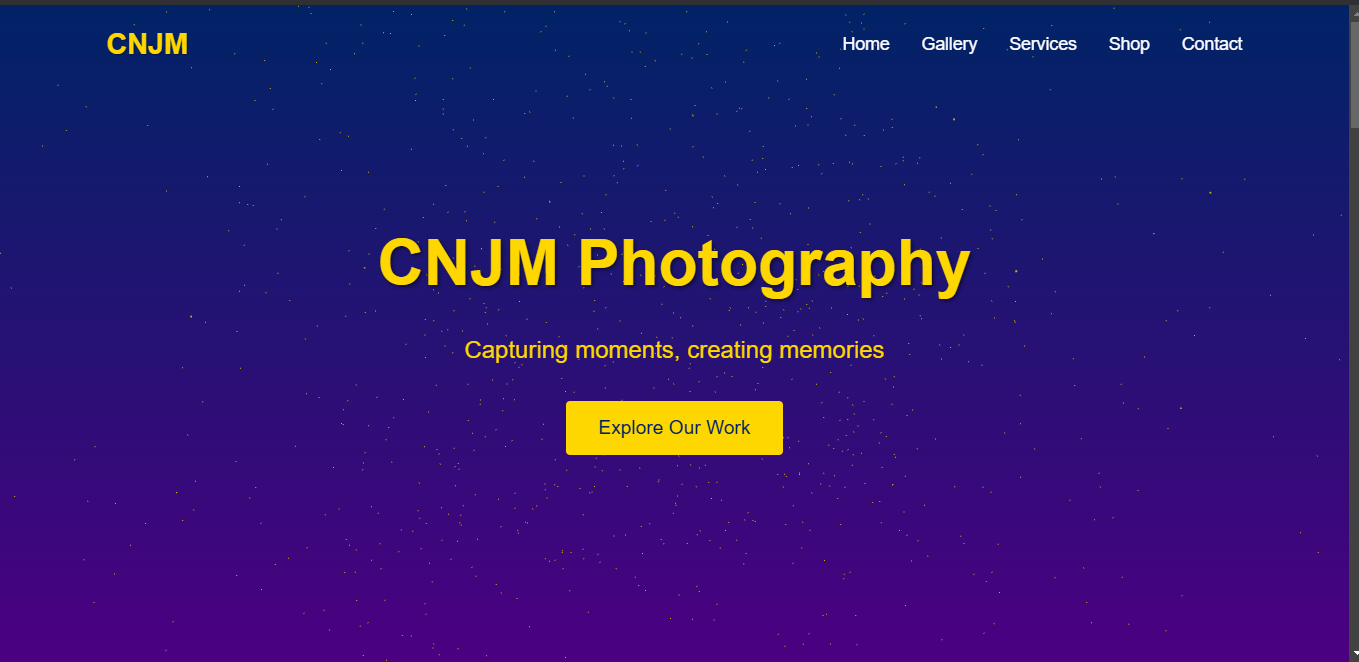 CNJM
Home Gallery Services Shop Contact
CNJM Photography
Capturing moments, creating memories
Explore Our Work